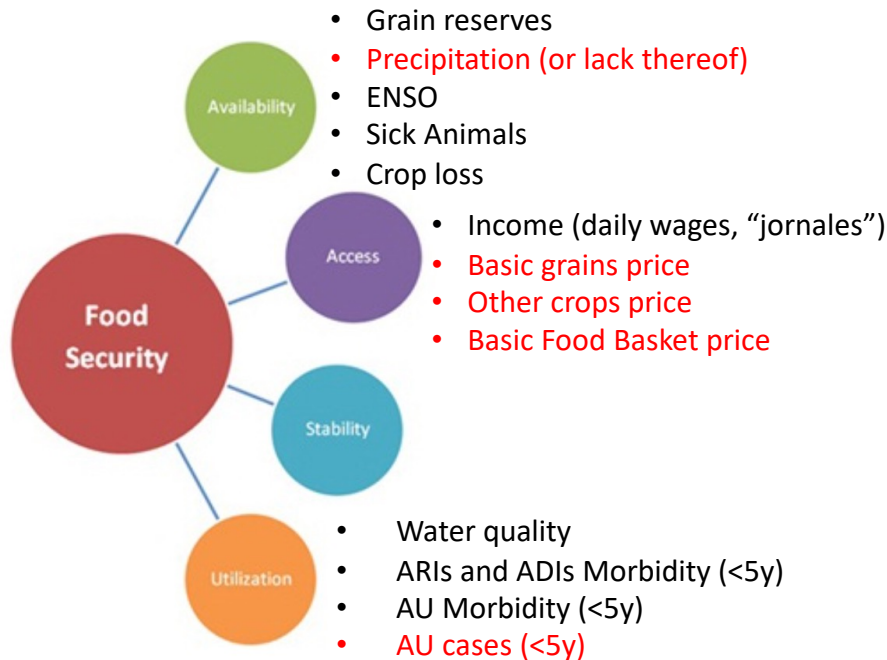 • Grain reserves
• Precipitation (or lack thereof)
Availability
• ENSO
• Sick Animals
• Crop loss
• Income (daily wages, “jornales”)
Access
• Basic grains price
• Other crops price
• Basic Food Basket price
Food
Security
Stability
• Water quality
• ARIs and ADIs Morbidity (<5y)
Utilization
• AU Morbidity (<5y)
• AU cases (<5y)